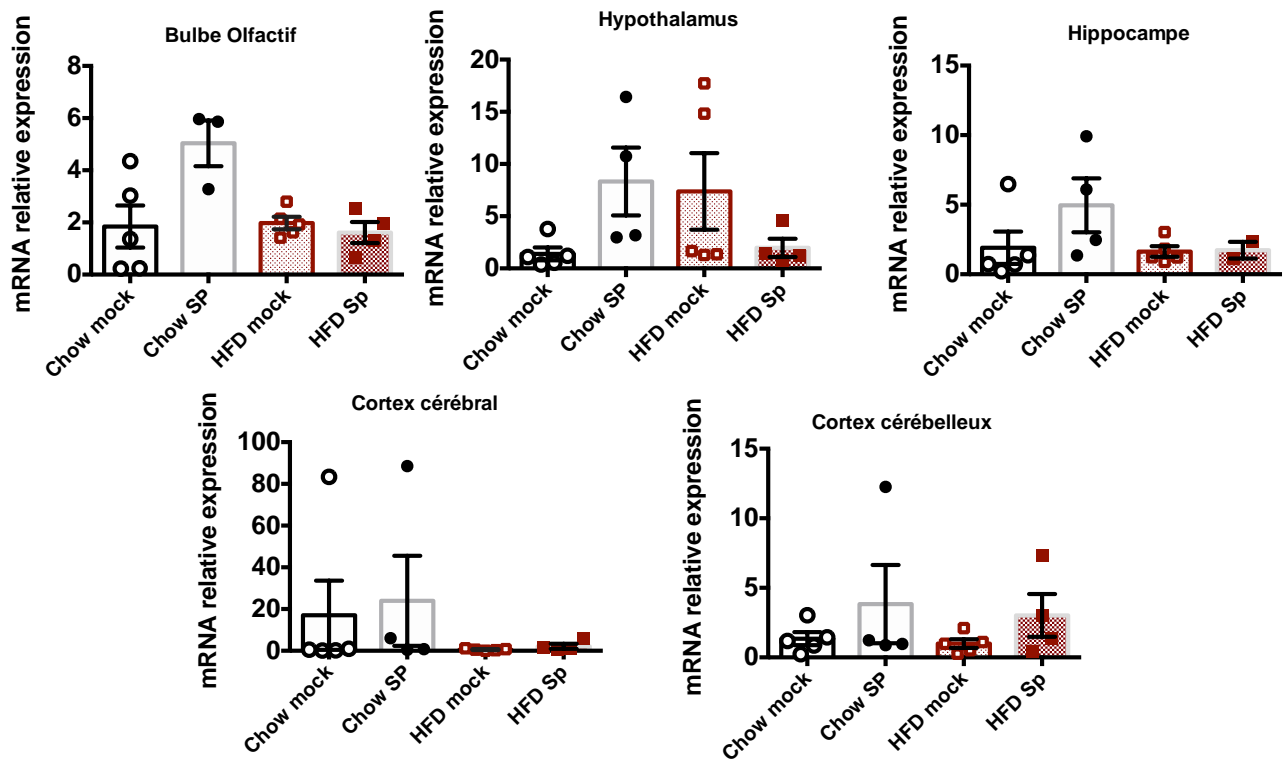 Bulbe Olfactif
mRNA relative expression
8
6
4
2
0
Chow mock
Chow SP
HFD mock
HFD Sp
Hypothalamus
mRNA relative expression
20
15
10
5
0
Chow mock
Chow SP
HFD mock
HFD Sp
Hippocampe
mRNA relative expression
15
10
5
0
Chow mock
Chow SP
HFD mock
HFD Sp
Cortex cérébral
mRNA relative expression
100
80
60
40
20
0
Chow mock
Chow SP
HFD mock
HFD Sp
Cortex cérébelleux
mRNA relative expression
15
10
5
0
Chow mock
Chow SP
HFD mock
HFD Sp